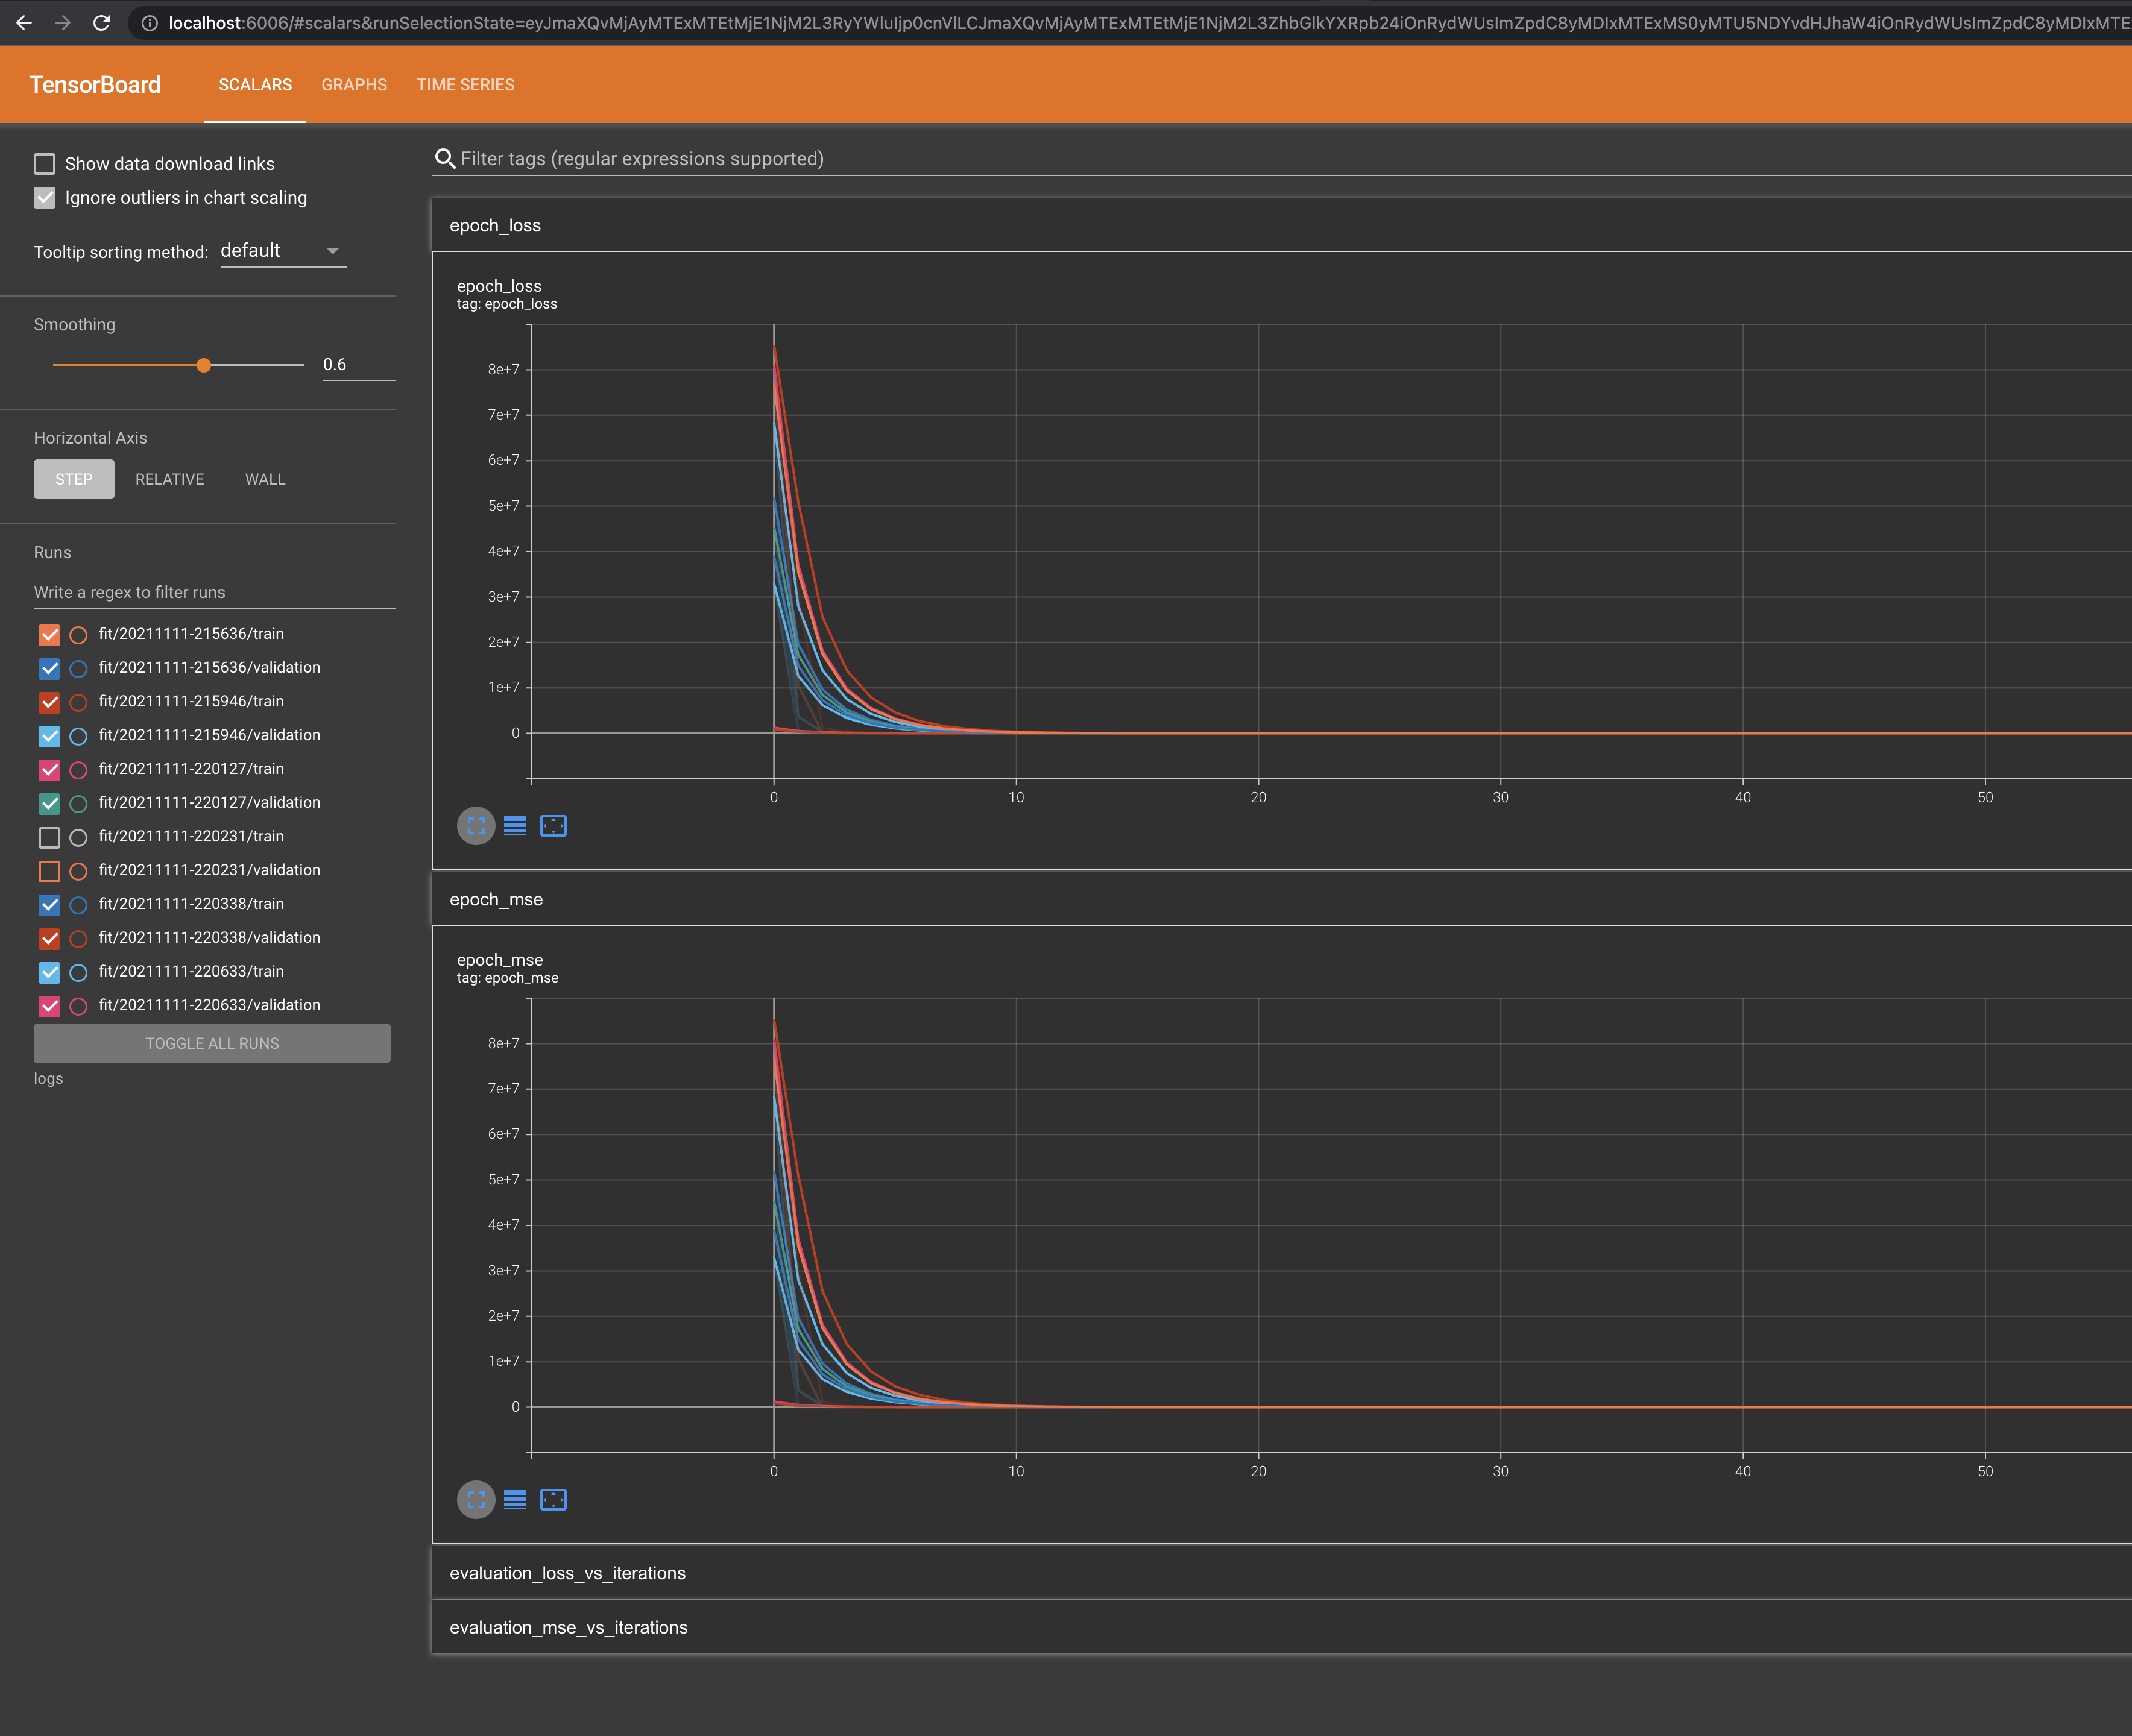 localhost:6006/#scalars&runSelectionState=
TensorBoard SCALARS GRAPHS TIME SERIES
Show data download links
Ignore outliers in chart scaling
Tooltip sorting method: default
Smoothing
0.6
Horizontal Axis
STEP RELATIVE WALL
Runs
Write a regex to filter runs
fit/20211111-215636/train
fit/20211111-215636/validation
fit/20211111-215946/train
fit/20211111-215946/validation
fit/20211111-220127/train
fit/20211111-220127/validation
fit/20211111-220231/train
fit/20211111-220231/validation
fit/20211111-220338/train
fit/20211111-220338/validation
fit/20211111-220633/train
fit/20211111-220633/validation
TOGGLE ALL RUNS
logs
Filter tags (regular expressions supported)
epoch_loss
epoch_loss
tag: epoch_loss
8e+7
7e+7
6e+7
5e+7
4e+7
3e+7
2e+7
1e+7
0
0 10 20 30 40 50
epoch_mse
epoch_mse
tag: epoch_mse
8e+7
7e+7
6e+7
5e+7
4e+7
3e+7
2e+7
1e+7
0
0 10 20 30 40 50
evaluation_loss_vs_iterations
evaluation_mse_vs_iterations